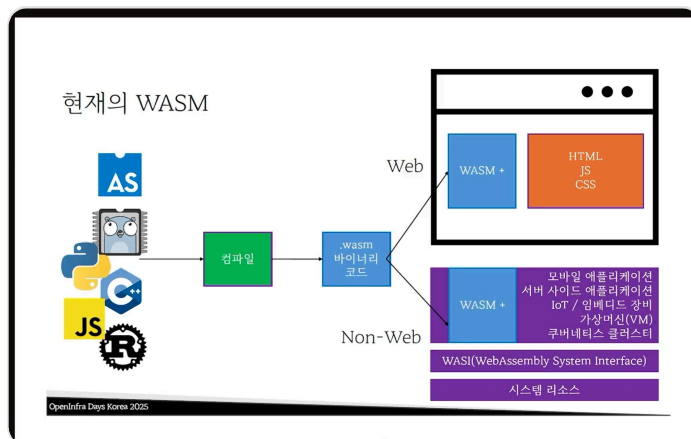 현재의 WASM
AS
JS
C++
R
컴파일
.wasm
바이너리
코드
Web
WASM +
HTML
JS
CSS
Non-Web
WASM +
모바일 애플리케이션
서버 사이드 애플리케이션
IoT / 임베디드 장비
가상머신(VM)
쿠버네티스 클러스터
WASI(WebAssembly System Interface)
시스템 리소스
OpenInfra Days Korea 2025